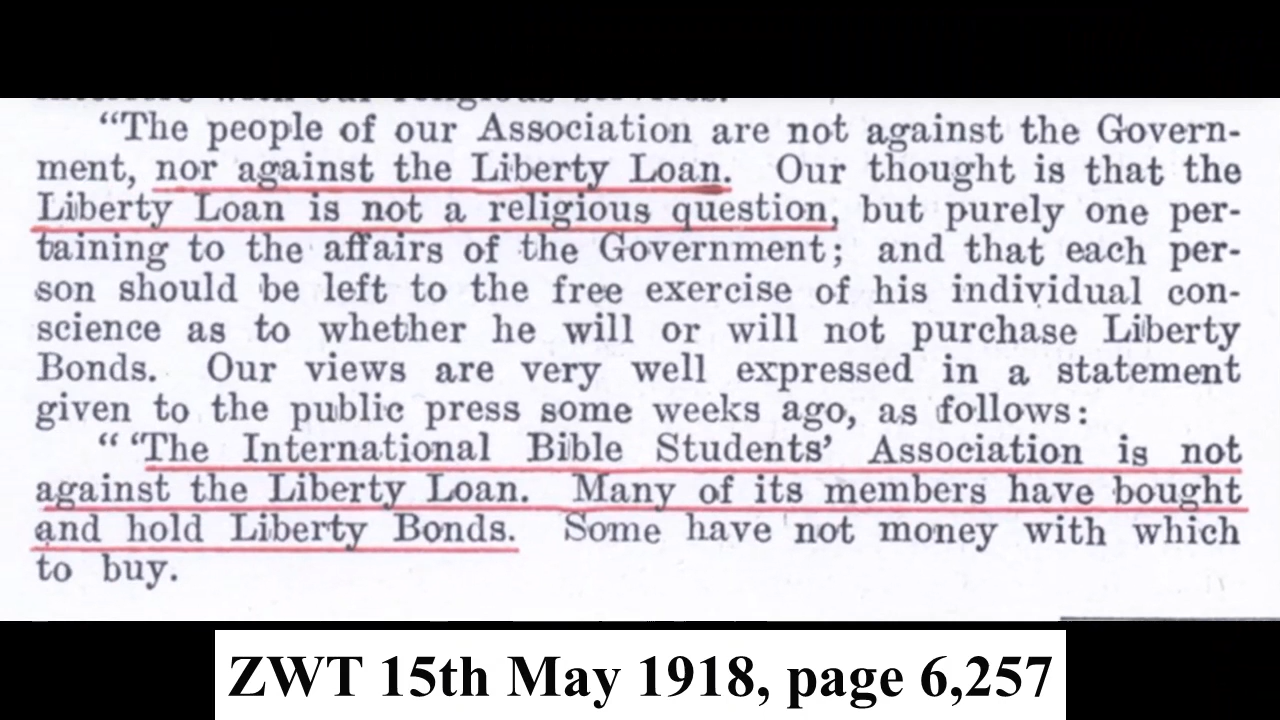 “The people of our Association are not against the Govern-
ment, nor against the Liberty Loan. Our thought is that the
Liberty Loan is not a religious question, but purely one per-
taining to the affairs of the Government; and that each per-
son should be left to the free exercise of his individual con-
science as to whether he will or will not purchase Liberty
Bonds. Our views are very well expressed in a statement
given to the public press some weeks ago, as follows:
“ ‘The International Bible Students’ Association is not
against the Liberty Loan. Many of its members have bought
and hold Liberty Bonds. Some have not money with which
to buy.
ZWT 15th May 1918, page 6,257